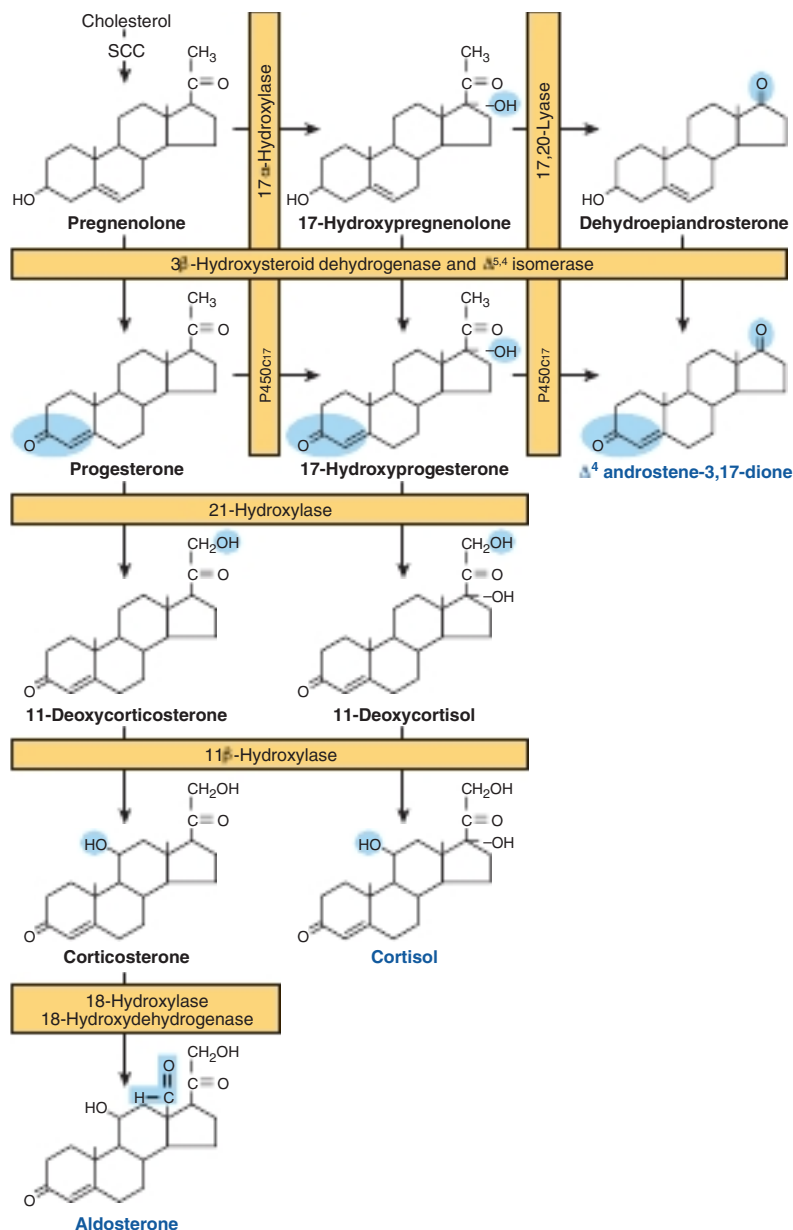 Cholesterol
SCC
CH₃
C=O
HO
Pregnenolone
17α-Hydroxylase
CH₃
C=O
–OH
HO
17-Hydroxypregnenolone
17,20-Lyase
O
HO
Dehydroepiandrosterone
3β-Hydroxysteroid dehydrogenase and Δ⁵,⁴ isomerase
CH₃
C=O
O
Progesterone
P450c17
CH₃
C=O
–OH
O
17-Hydroxyprogesterone
P450c17
O
O
Δ⁴ androstene-3,17-dione
21-Hydroxylase
CH₂OH
C=O
O
11-Deoxycorticosterone
CH₂OH
C=O
–OH
O
11-Deoxycortisol
11β-Hydroxylase
CH₂OH
C=O
HO
O
Corticosterone
CH₂OH
C=O
–OH
HO
O
Cortisol
18-Hydroxylase
18-Hydroxydehydrogenase
CH₂OH
O
H–C
C=O
HO
O
Aldosterone